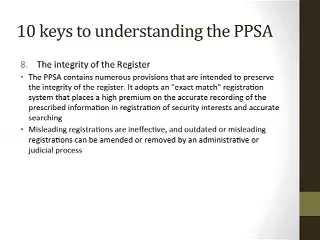 10 keys to understanding the PPSA
8. The integrity of the Register
• The PPSA contains numerous provisions that are intended to preserve
the integrity of the register. It adopts an "exact match" registration
system that places a high premium on the accurate recording of the
prescribed information in registration of security interests and accurate
searching
• Misleading registrations are ineffective, and outdated or misleading
registrations can be amended or removed by an administrative or
judicial process